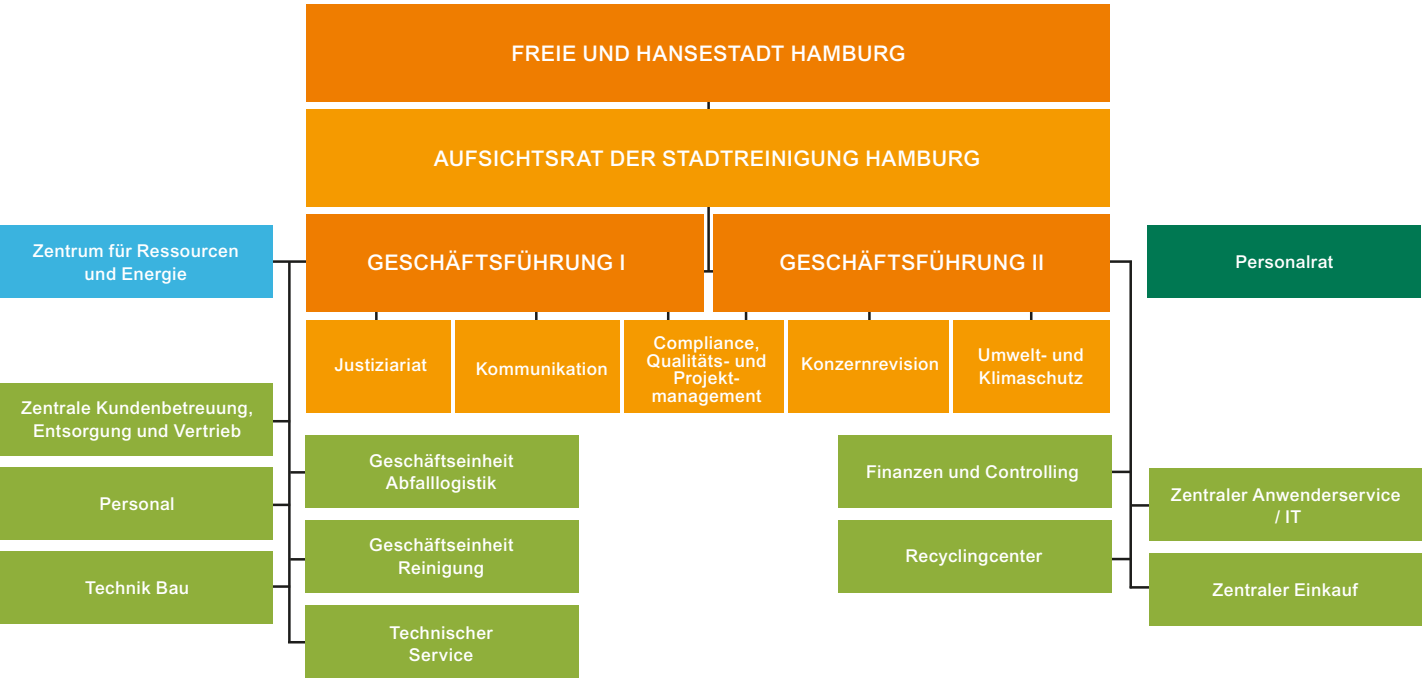 FREIE UND HANSESTADT HAMBURG
AUFSICHTSRAT DER STADTREINIGUNG HAMBURG
Zentrum für Ressourcen
und Energie
GESCHÄFTSFÜHRUNG I
GESCHÄFTSFÜHRUNG II
Personalrat
Justiziariat
Kommunikation
Compliance,
Qualitäts- und
Projekt-
management
Konzernrevision
Umwelt- und
Klimaschutz
Zentrale Kundenbetreuung,
Entsorgung und Vertrieb
Personal
Technik Bau
Geschäftseinheit
Abfalllogistik
Geschäftseinheit
Reinigung
Technischer
Service
Finanzen und Controlling
Recyclingcenter
Zentraler Anwenderservice
/ IT
Zentraler Einkauf